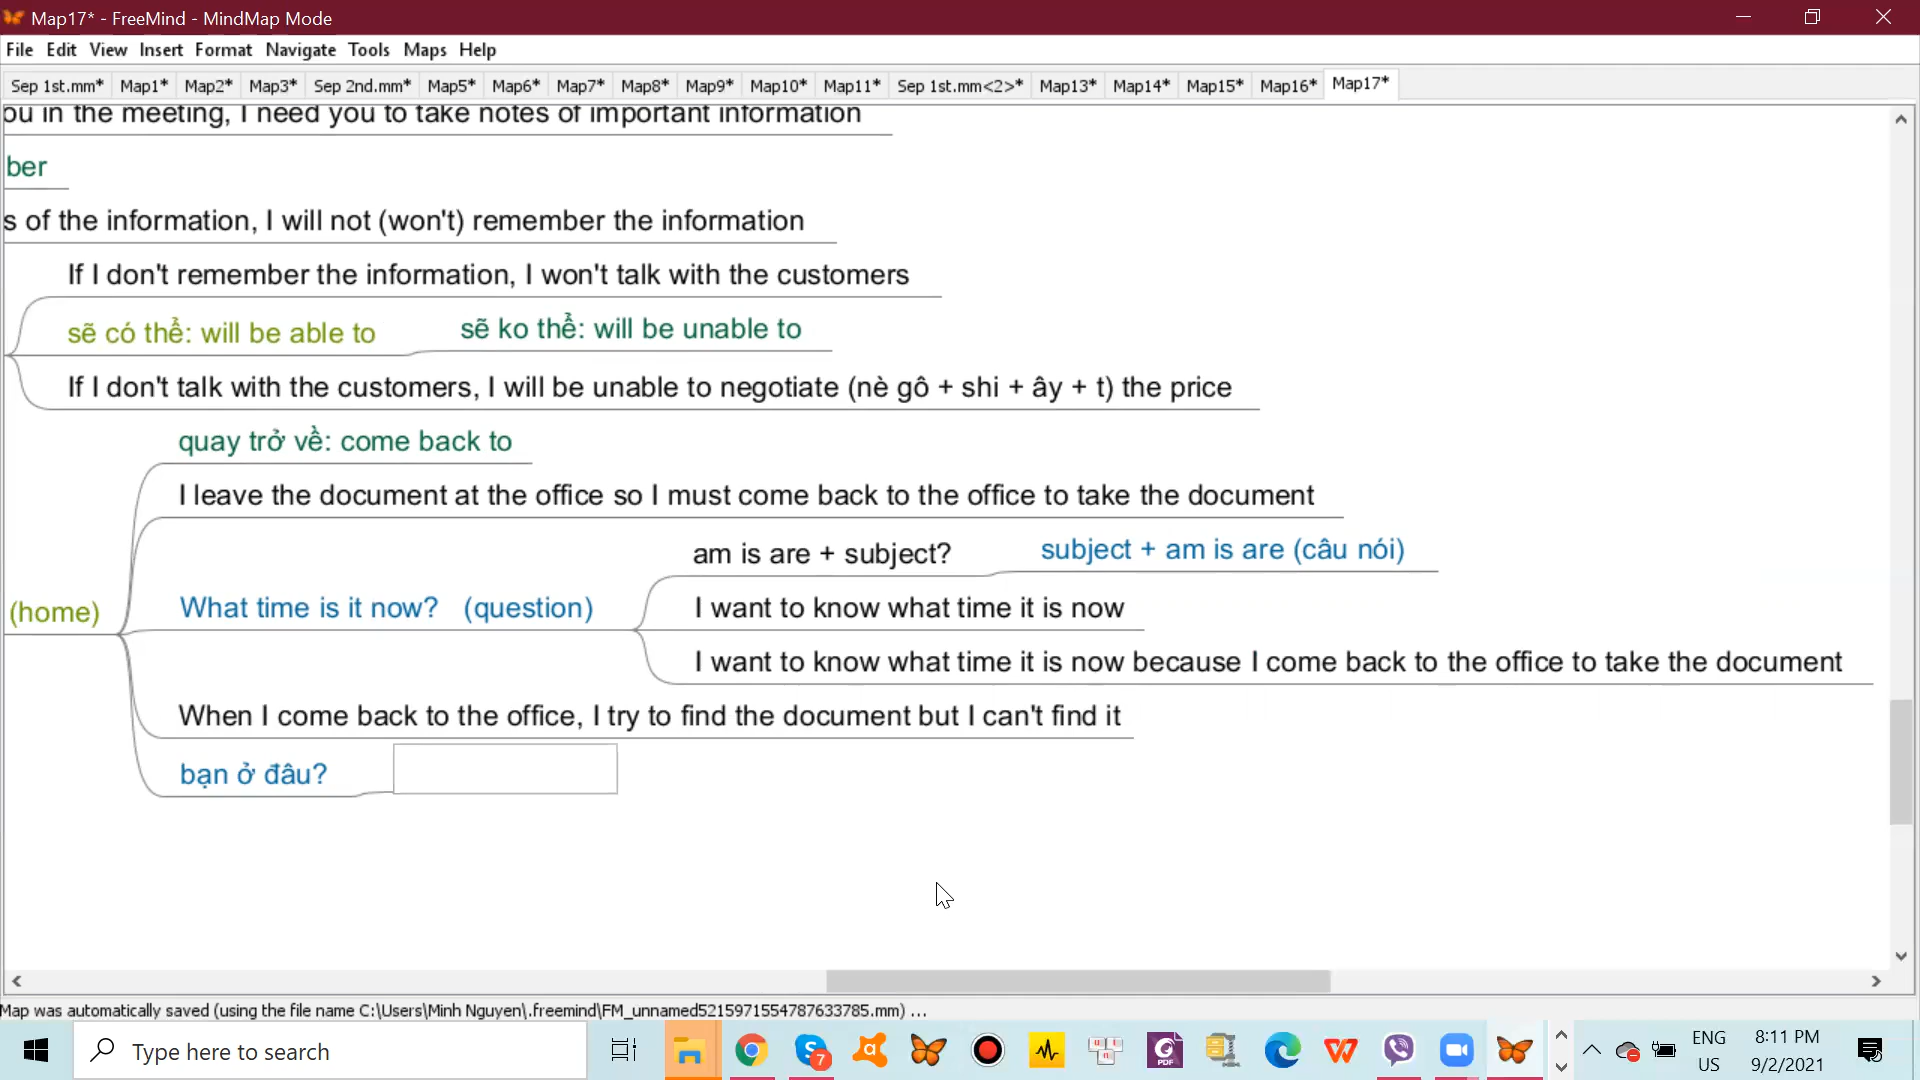 Map17* - FreeMind - MindMap Mode
File Edit View Insert Format Navigate Tools Maps Help
Sep 1st.mm* Map1* Map2* Map3* Sep 2nd.mm* Map5* Map6* Map7* Map8* Map9* Map10* Map11* Sep 1st.mm<2>* Map13* Map14* Map15* Map16* Map17*
ou in the meeting, I need you to take notes of important information
ber
s of the information, I will not (won't) remember the information
If I don't remember the information, I won't talk with the customers
sẽ có thể: will be able to sẽ ko thể: will be unable to
If I don't talk with the customers, I will be unable to negotiate (nè gô + shi + ây + t) the price
quay trở về: come back to
I leave the document at the office so I must come back to the office to take the document
am is are + subject? subject + am is are (câu nói)
(home) What time is it now? (question) I want to know what time it is now
I want to know what time it is now because I come back to the office to take the document
When I come back to the office, I try to find the document but I can't find it
bạn ở đâu?
Map was automatically saved (using the file name C:\Users\Minh Nguyen\.freemind\FM_unnamed5215971554787633785.mm) ...
Type here to search
7
PDF
ENG
US
8:11 PM
9/2/2021